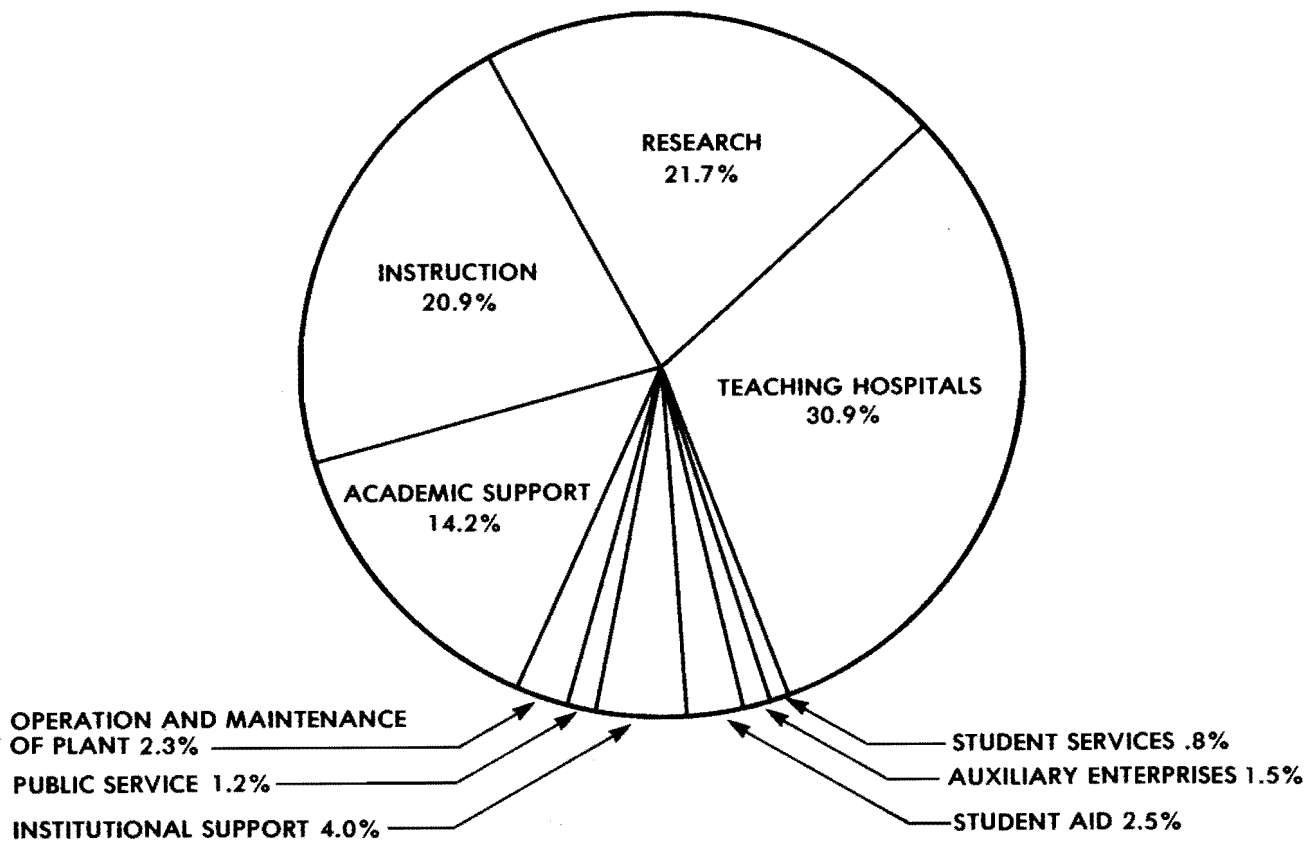 RESEARCH
21.7%
INSTRUCTION
20.9%
TEACHING HOSPITALS
30.9%
ACADEMIC SUPPORT
14.2%
OPERATION AND MAINTENANCE
OF PLANT 2.3%
PUBLIC SERVICE 1.2%
INSTITUTIONAL SUPPORT 4.0%
STUDENT SERVICES .8%
AUXILIARY ENTERPRISES 1.5%
STUDENT AID 2.5%